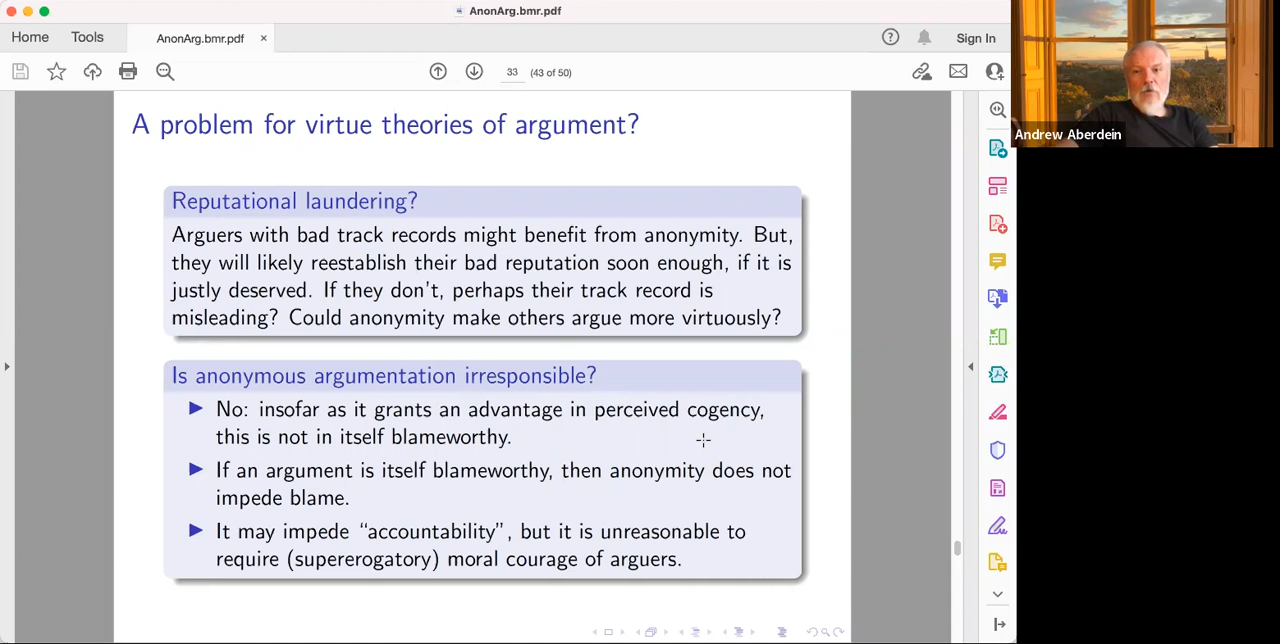 AnonArg.bmr.pdf
Home Tools AnonArg.bmr.pdf × ? Sign In
33 (43 of 50)
Andrew Aberdein
A problem for virtue theories of argument?
Reputational laundering?
Arguers with bad track records might benefit from anonymity. But,
they will likely reestablish their bad reputation soon enough, if it is
justly deserved. If they don't, perhaps their track record is
misleading? Could anonymity make others argue more virtuously?
Is anonymous argumentation irresponsible?
No: insofar as it grants an advantage in perceived cogency,
this is not in itself blameworthy.
If an argument is itself blameworthy, then anonymity does not
impede blame.
It may impede “accountability”, but it is unreasonable to
require (supererogatory) moral courage of arguers.